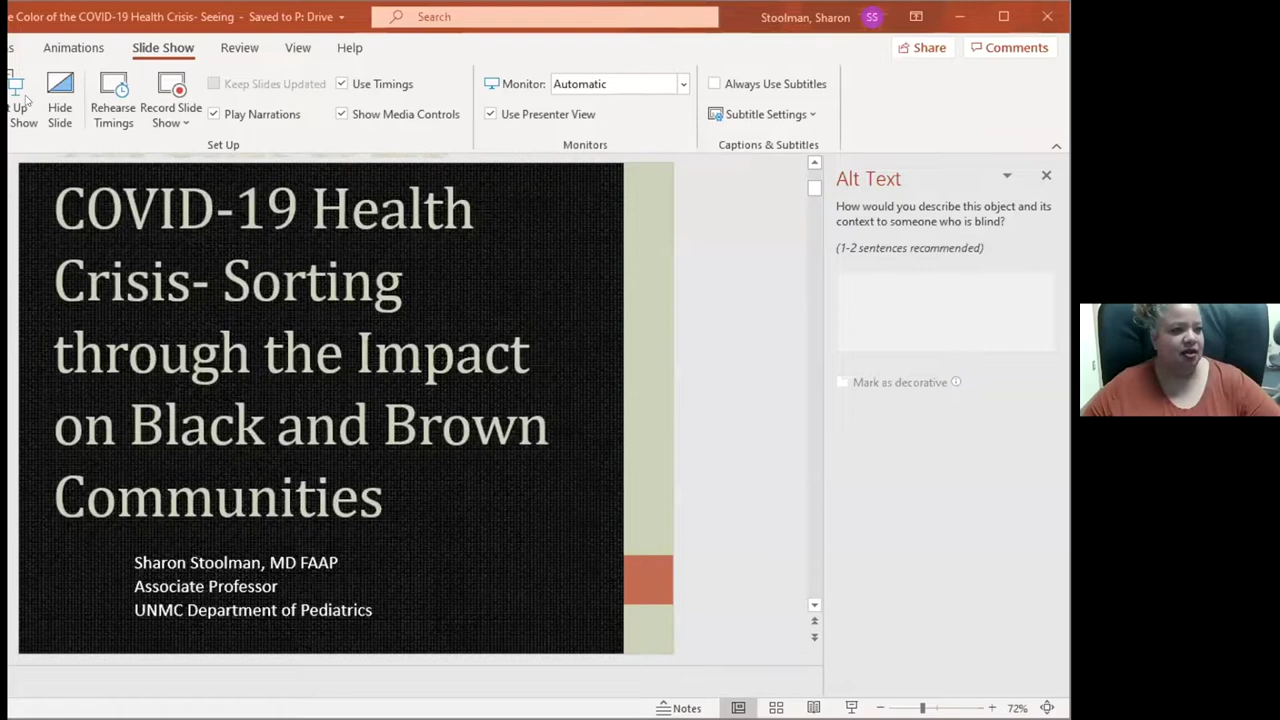 e Color of the COVID-19 Health Crisis- Seeing - Saved to P: Drive
Search
Stoolman, Sharon
SS
s Animations Slide Show Review View Help
Share
Comments
t Up
Show
Hide
Slide
Rehearse
Timings
Record Slide
Show
Keep Slides Updated
Play Narrations
Use Timings
Show Media Controls
Set Up
Monitor: Automatic
Use Presenter View
Monitors
Always Use Subtitles
Subtitle Settings
Captions & Subtitles
COVID-19 Health
Crisis- Sorting
through the Impact
on Black and Brown
Communities
Sharon Stoolman, MD FAAP
Associate Professor
UNMC Department of Pediatrics
Alt Text
How would you describe this object and its
context to someone who is blind?
(1-2 sentences recommended)
Mark as decorative
Notes
72%